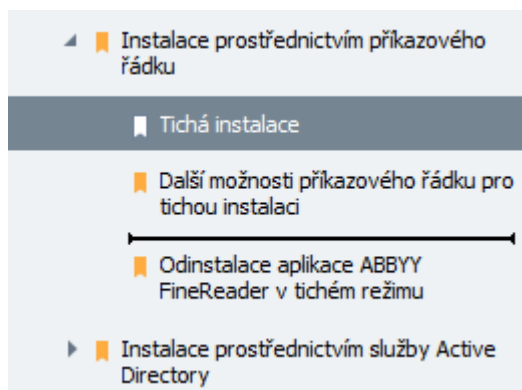 Instalace prostřednictvím příkazového
řádku
Tichá instalace
Další možnosti příkazového řádku pro
tichou instalaci
Odinstalace aplikace ABBYY
FineReader v tichém režimu
Instalace prostřednictvím služby Active
Directory